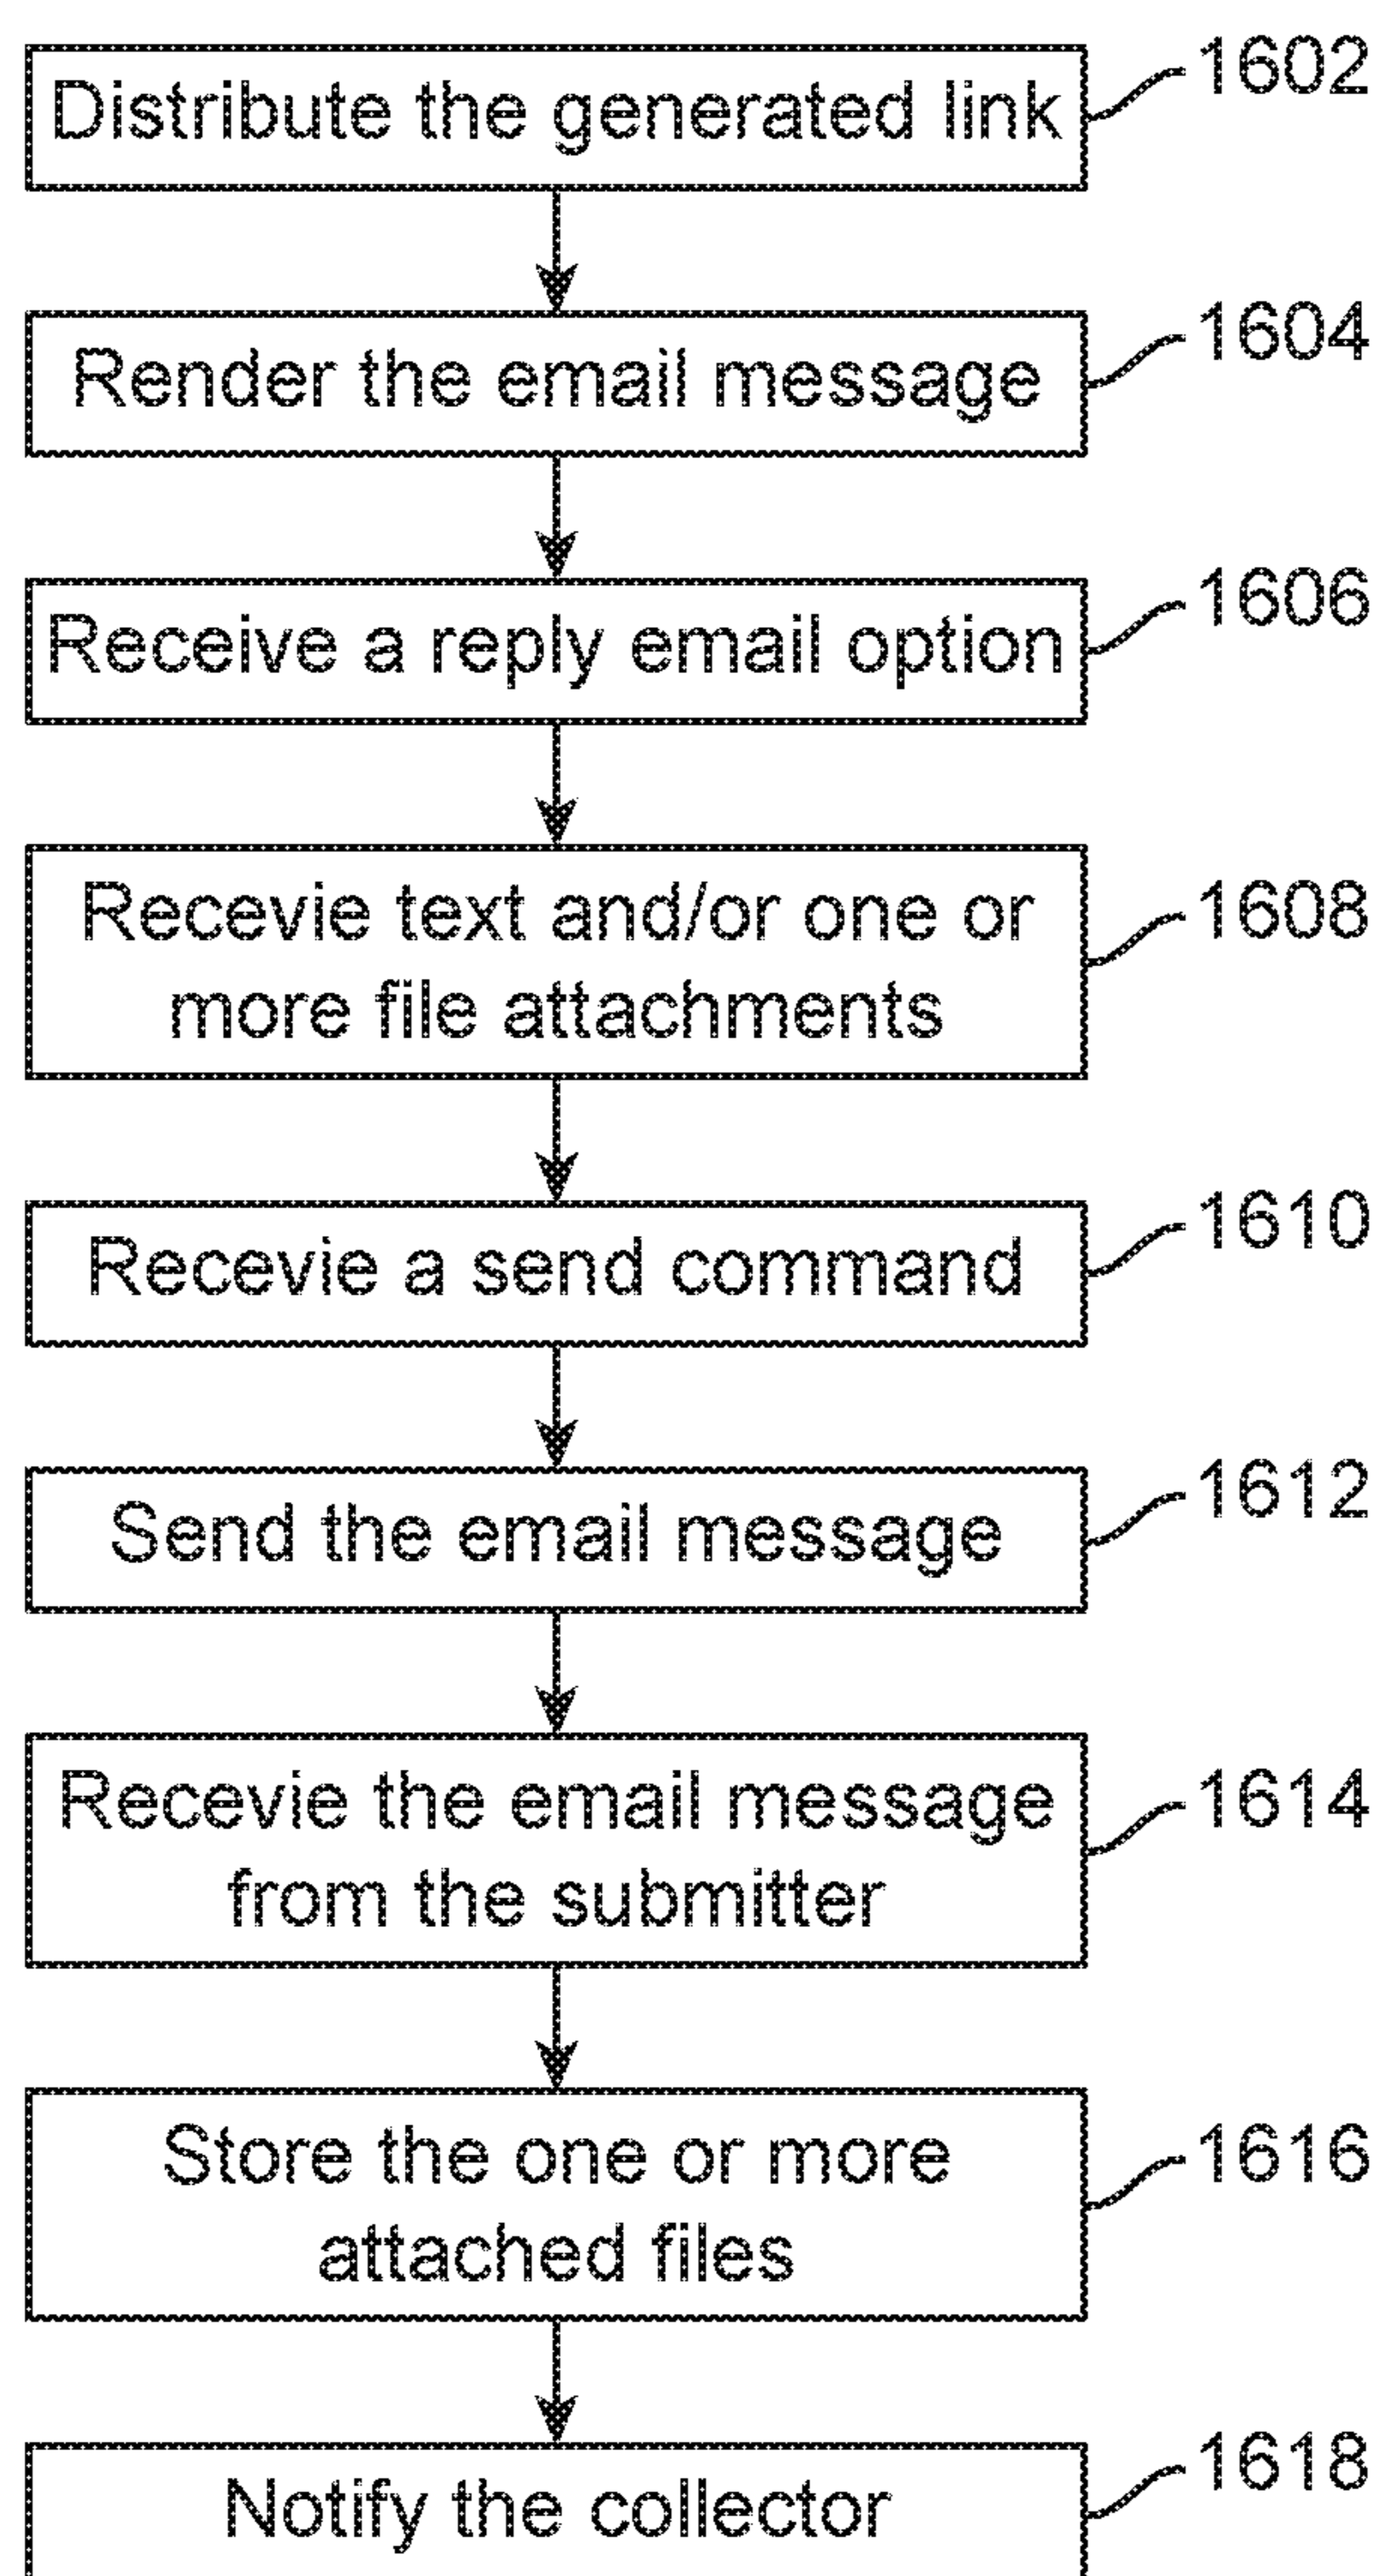 Distribute the generated link
1602
Render the email message
1604
Receive a reply email option
1606
Recevie text and/or one or
more file attachments
1608
Recevie a send command
1610
Send the email message
1612
Recevie the email message
from the submitter
1614
Store the one or more
attached files
1616
Notify the collector
1618